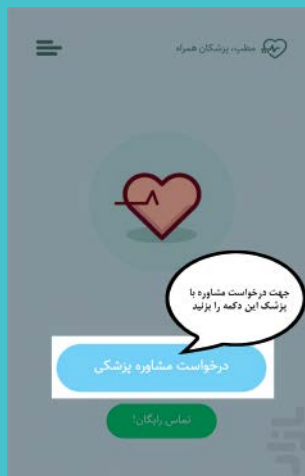 مطب، پزشکان همراه
جهت درخواست مشاوره با
پزشک این دکمه را بزنید
درخواست مشاوره پزشکی
تماس رایگان!